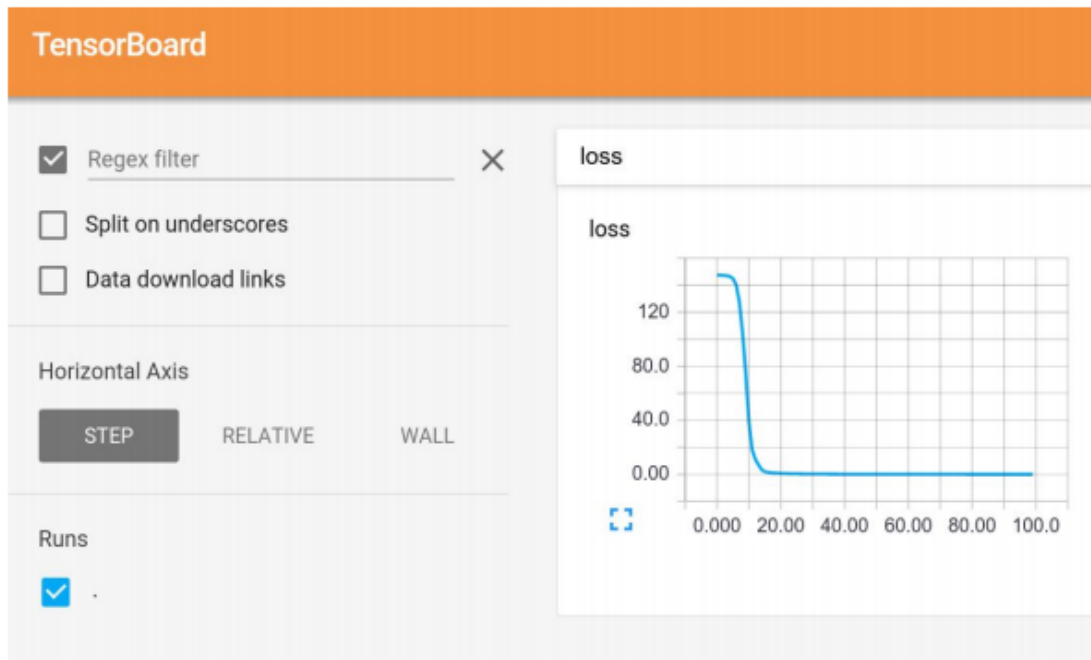 TensorBoard
Regex filter
Split on underscores
Data download links
Horizontal Axis
STEP RELATIVE WALL
Runs
.
loss
loss
120
80.0
40.0
0.00
0.000 20.00 40.00 60.00 80.00 100.0